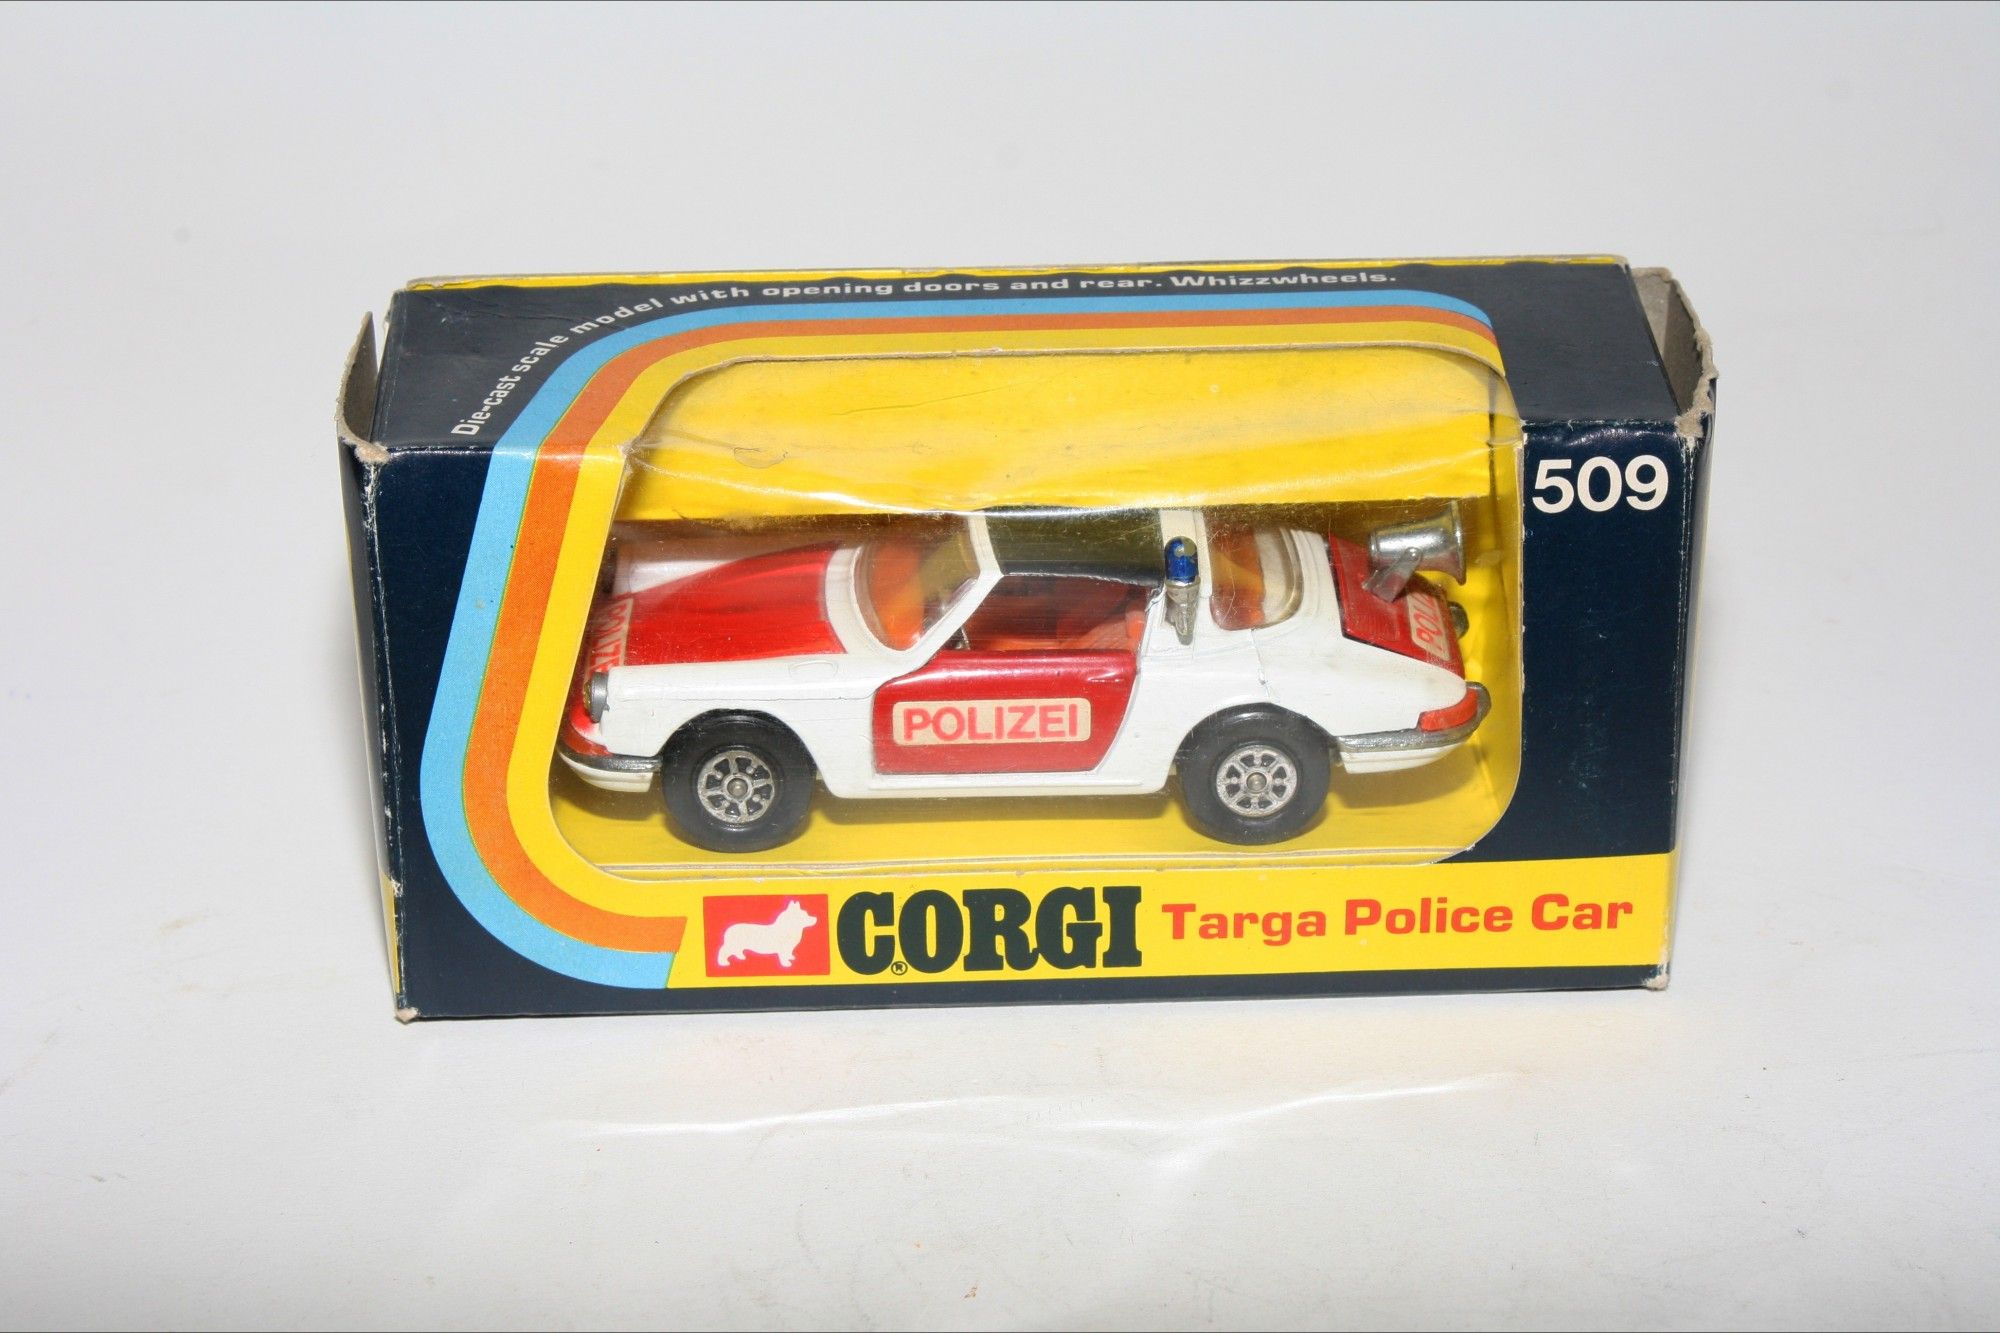 Die-cast scale model with opening doors and rear. Whizzwheels.
509
POLIZEI
CORGI® Targa Police Car